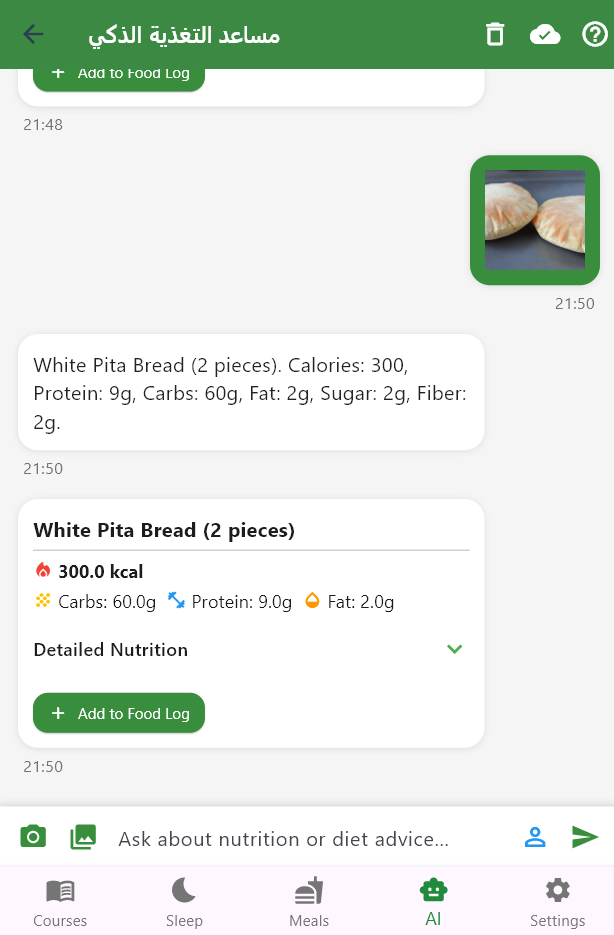 مساعد التغذية الذكي
+ Add to Food Log
21:48
21:50
White Pita Bread (2 pieces). Calories: 300,
Protein: 9g, Carbs: 60g, Fat: 2g, Sugar: 2g, Fiber:
2g.
21:50
White Pita Bread (2 pieces)
300.0 kcal
Carbs: 60.0g Protein: 9.0g Fat: 2.0g
Detailed Nutrition
+ Add to Food Log
21:50
Ask about nutrition or diet advice...
Courses Sleep Meals AI Settings